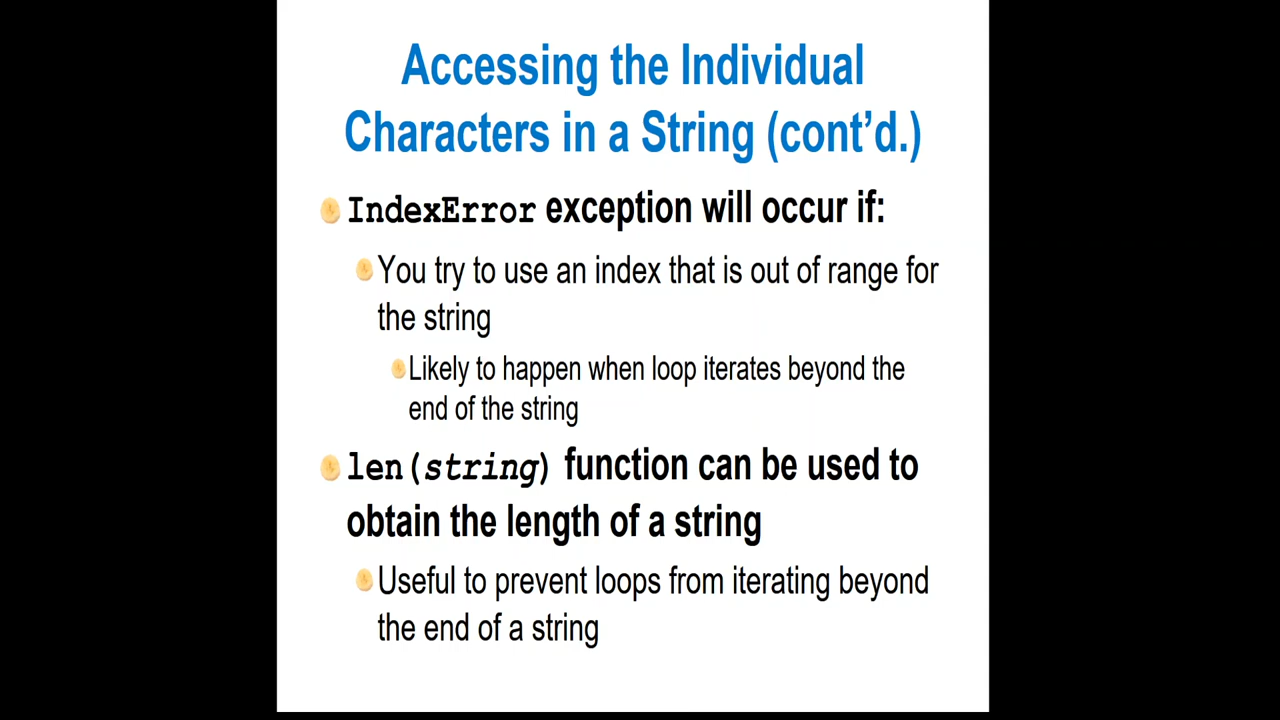 Accessing the Individual
Characters in a String (cont’d.)
IndexError exception will occur if:
You try to use an index that is out of range for
the string
Likely to happen when loop iterates beyond the
end of the string
len(string) function can be used to
obtain the length of a string
Useful to prevent loops from iterating beyond
the end of a string